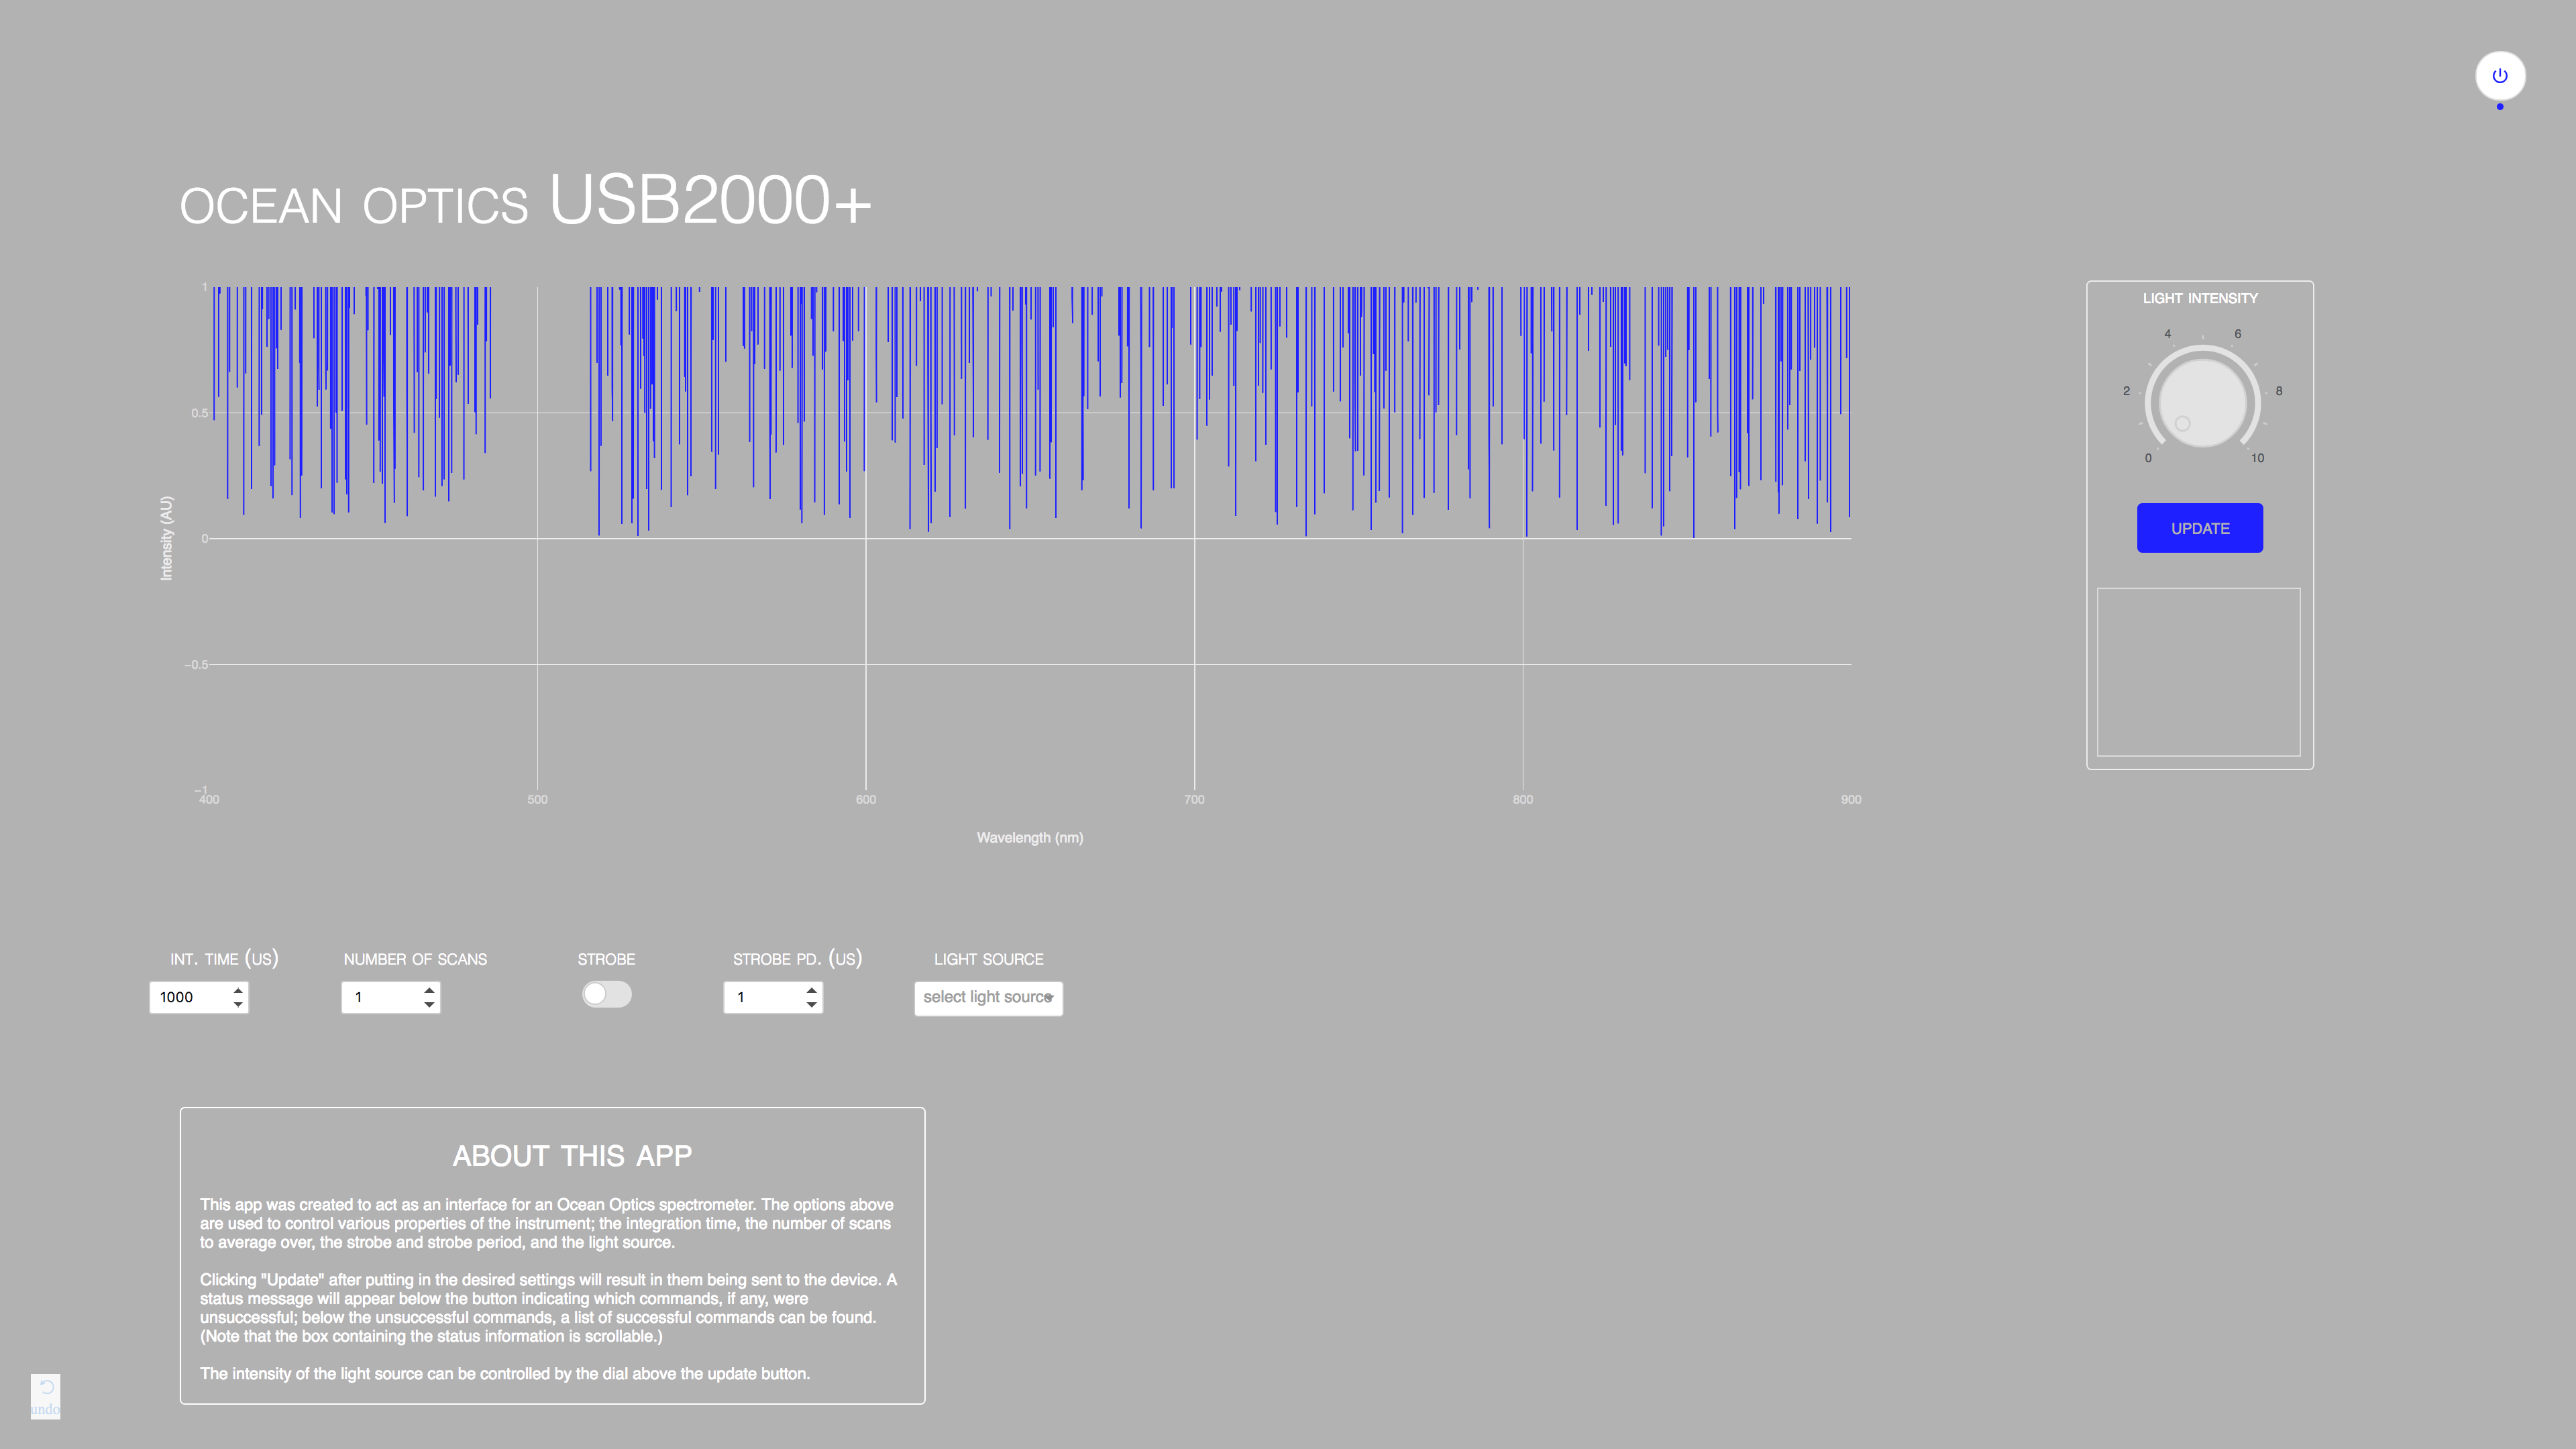 OCEAN OPTICS USB2000+
1
0.5
0
−0.5
−1
Intensity (AU)
400 500 600 700 800 900
Wavelength (nm)
LIGHT INTENSITY
0 2 4 6 8 10
UPDATE
INT. TIME (US) NUMBER OF SCANS STROBE STROBE PD. (US) LIGHT SOURCE
1000 1 1 select light source
ABOUT THIS APP
This app was created to act as an interface for an Ocean Optics spectrometer. The options above
are used to control various properties of the instrument; the integration time, the number of scans
to average over, the strobe and strobe period, and the light source.
Clicking "Update" after putting in the desired settings will result in them being sent to the device. A
status message will appear below the button indicating which commands, if any, were
unsuccessful; below the unsuccessful commands, a list of successful commands can be found.
(Note that the box containing the status information is scrollable.)
The intensity of the light source can be controlled by the dial above the update button.
undo